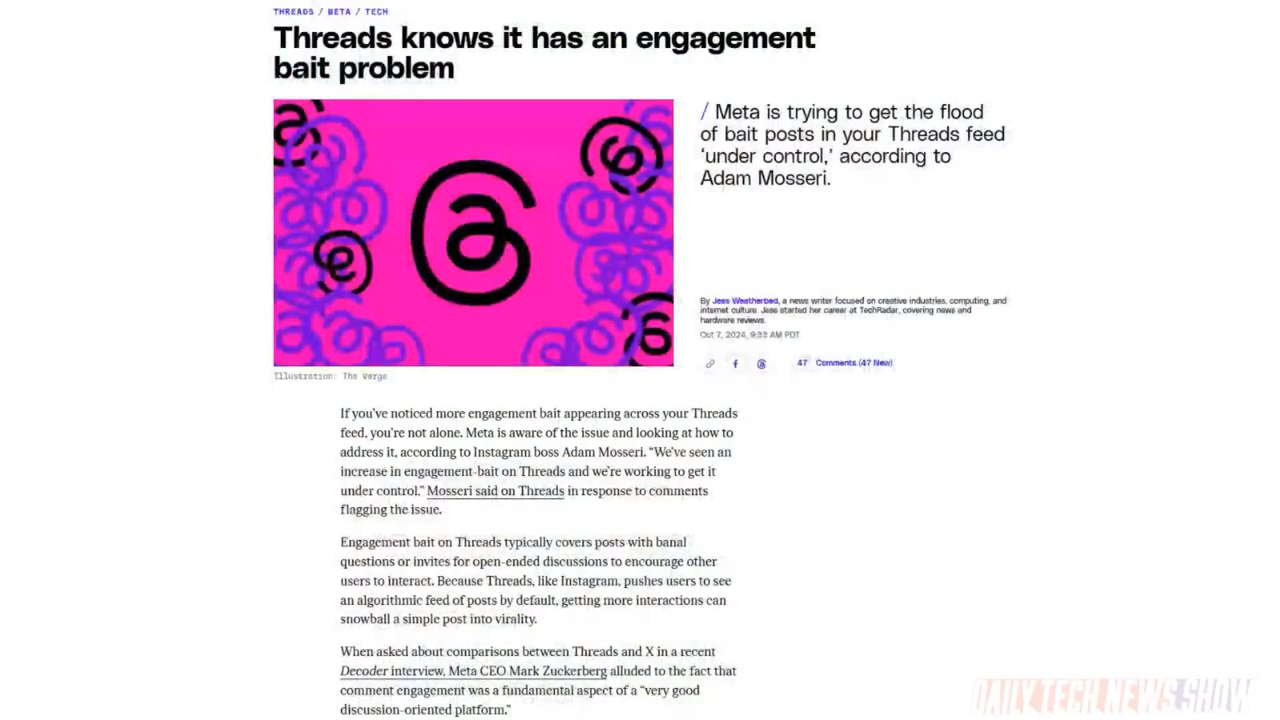 THREADS / META / TECH
Threads knows it has an engagement
bait problem
/ Meta is trying to get the flood
of bait posts in your Threads feed
‘under control,’ according to
Adam Mosseri.
By Jess Weatherbed, a news writer focused on creative industries, computing, and
internet culture. Jess started her career at TechRadar, covering news and
hardware reviews.
Oct 7, 2024, 9:33 AM PDT
47 Comments (47 New)
Illustration: The Verge
If you’ve noticed more engagement bait appearing across your Threads
feed, you’re not alone. Meta is aware of the issue and looking at how to
address it, according to Instagram boss Adam Mosseri. “We’ve seen an
increase in engagement-bait on Threads and we’re working to get it
under control,” Mosseri said on Threads in response to comments
flagging the issue.
Engagement bait on Threads typically covers posts with banal
questions or invites for open-ended discussions to encourage other
users to interact. Because Threads, like Instagram, pushes users to see
an algorithmic feed of posts by default, getting more interactions can
snowball a simple post into virality.
When asked about comparisons between Threads and X in a recent
Decoder interview, Meta CEO Mark Zuckerberg alluded to the fact that
comment engagement was a fundamental aspect of a “very good
discussion-oriented platform.”
DAILY TECH NEWS SHOW